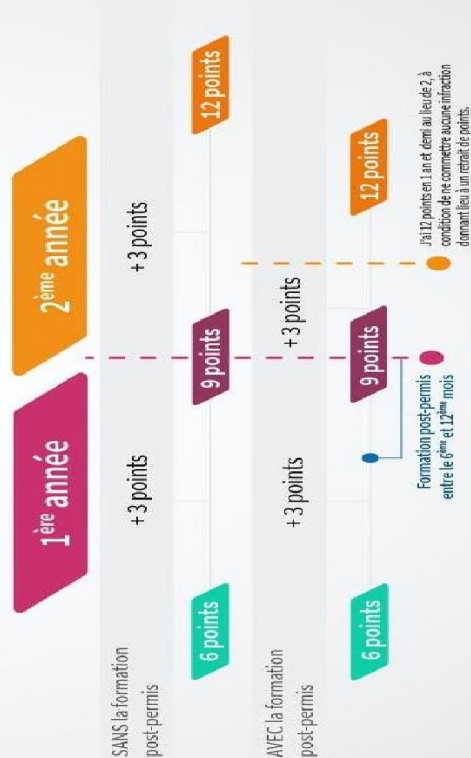 1ère année
2ème année
SANS la formation
post-permis
+ 3 points
+ 3 points
6 points
9 points
12 points
AVEC la formation
post-permis
+ 3 points
+ 3 points
6 points
9 points
12 points
Formation post-permis
entre le 6ème et 12ème mois
J'ai 12 points en 1 an et demi au lieu de 2, à
condition de ne commettre aucune infraction
donnant lieu à un retrait de points.